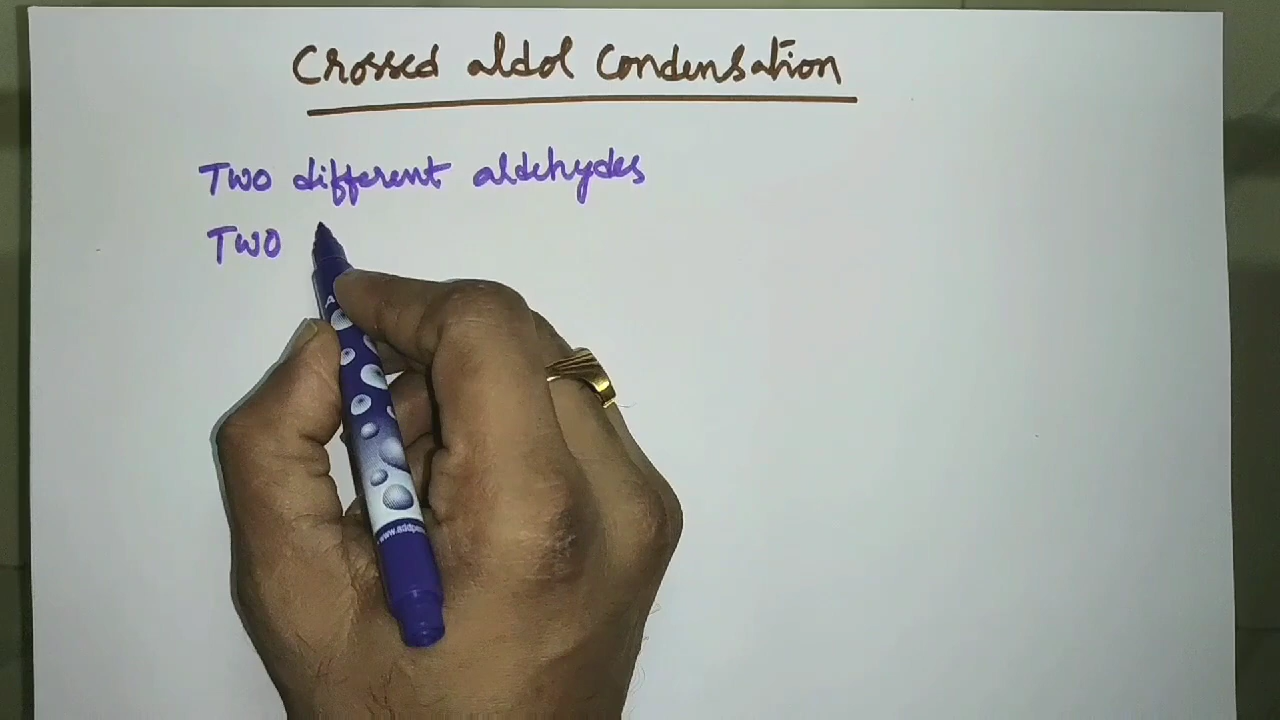 Crossed aldol Condensation
Two different aldehydes
Two